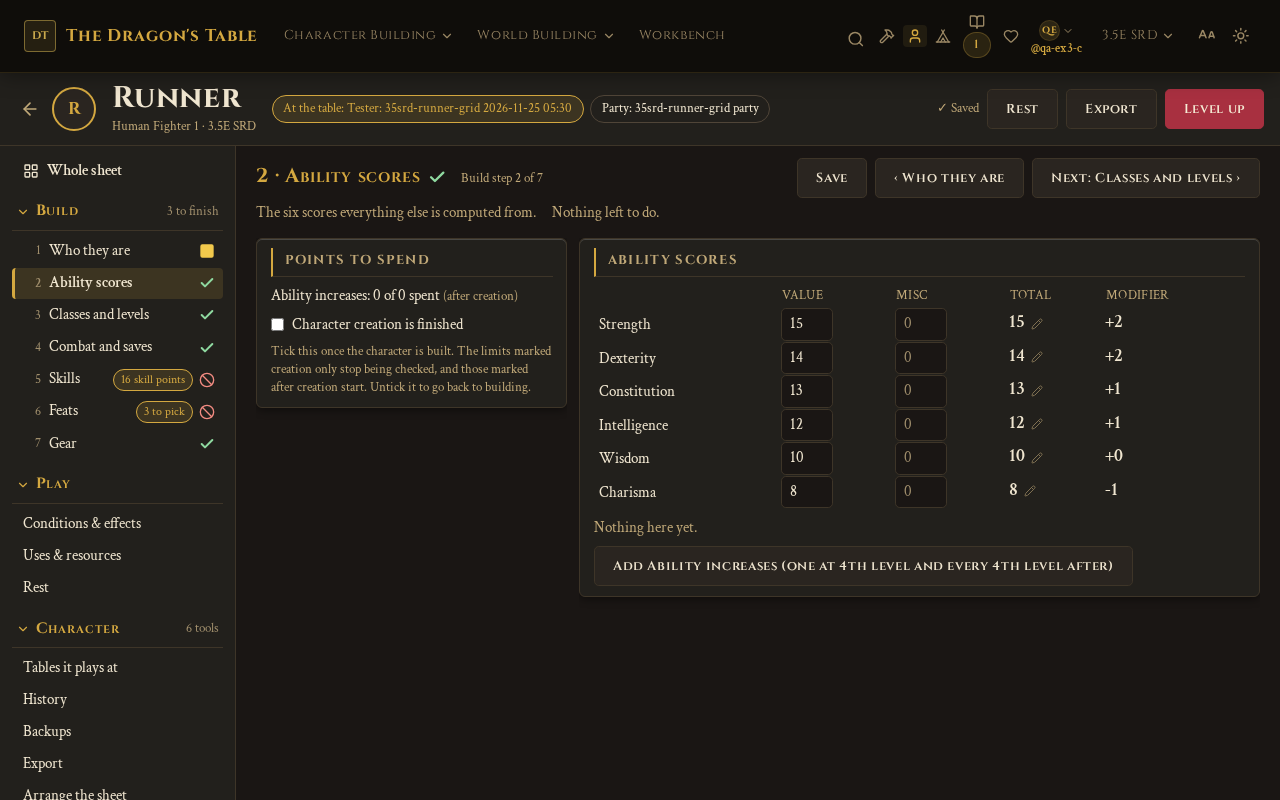 DT The Dragon's Table Character Building World Building Workbench 1 QE @qa-ex3-c 3.5E SRD AA
R Runner
Human Fighter 1 · 3.5E SRD
At the table: Tester: 35srd-runner-grid 2026-11-25 05:30 Party: 35srd-runner-grid party
✓ Saved Rest Export Level up
Whole sheet
Build 3 to finish
1 Who they are
2 Ability scores
3 Classes and levels
4 Combat and saves
5 Skills 16 skill points
6 Feats 3 to pick
7 Gear
Play
Conditions & effects
Uses & resources
Rest
Character 6 tools
Tables it plays at
History
Backups
Export
Arrange the sheet
2 · Ability scores Build step 2 of 7
Save ‹ Who they are Next: Classes and levels ›
The six scores everything else is computed from. Nothing left to do.
Points to spend
Ability increases: 0 of 0 spent (after creation)
Character creation is finished
Tick this once the character is built. The limits marked
creation only stop being checked, and those marked
after creation start. Untick it to go back to building.
Ability scores
VALUE MISC TOTAL MODIFIER
Strength 15 0 15 +2
Dexterity 14 0 14 +2
Constitution 13 0 13 +1
Intelligence 12 0 12 +1
Wisdom 10 0 10 +0
Charisma 8 0 8 -1
Nothing here yet.
Add Ability increases (one at 4th level and every 4th level after)